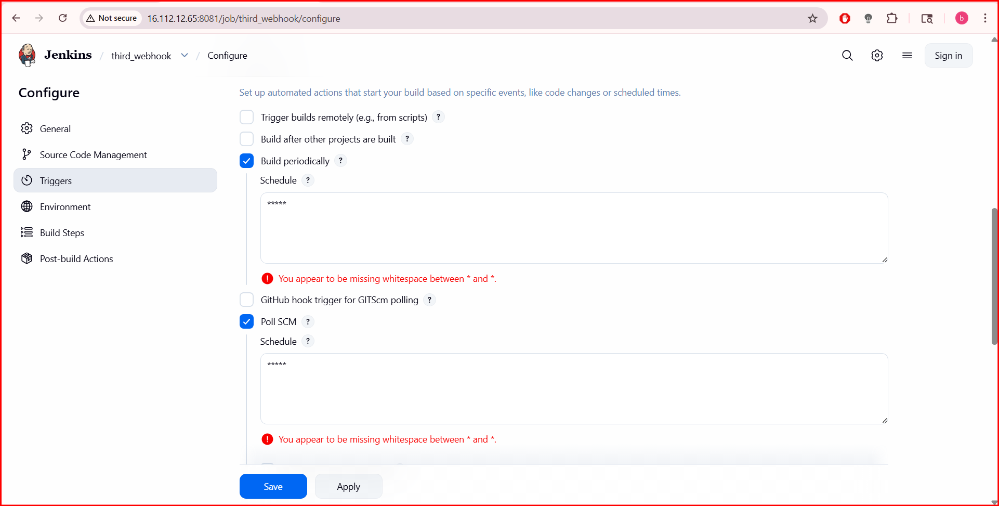 Not secure 16.112.12.65:8081/job/third_webhook/configure b
Jenkins / third_webhook / Configure Sign in
Configure
General
Source Code Management
Triggers
Environment
Build Steps
Post-build Actions
Set up automated actions that start your build based on specific events, like code changes or scheduled times.
Trigger builds remotely (e.g., from scripts) ?
Build after other projects are built ?
Build periodically ?
Schedule ?
*****
You appear to be missing whitespace between * and *.
GitHub hook trigger for GITScm polling ?
Poll SCM ?
Schedule ?
*****
You appear to be missing whitespace between * and *.
Save Apply